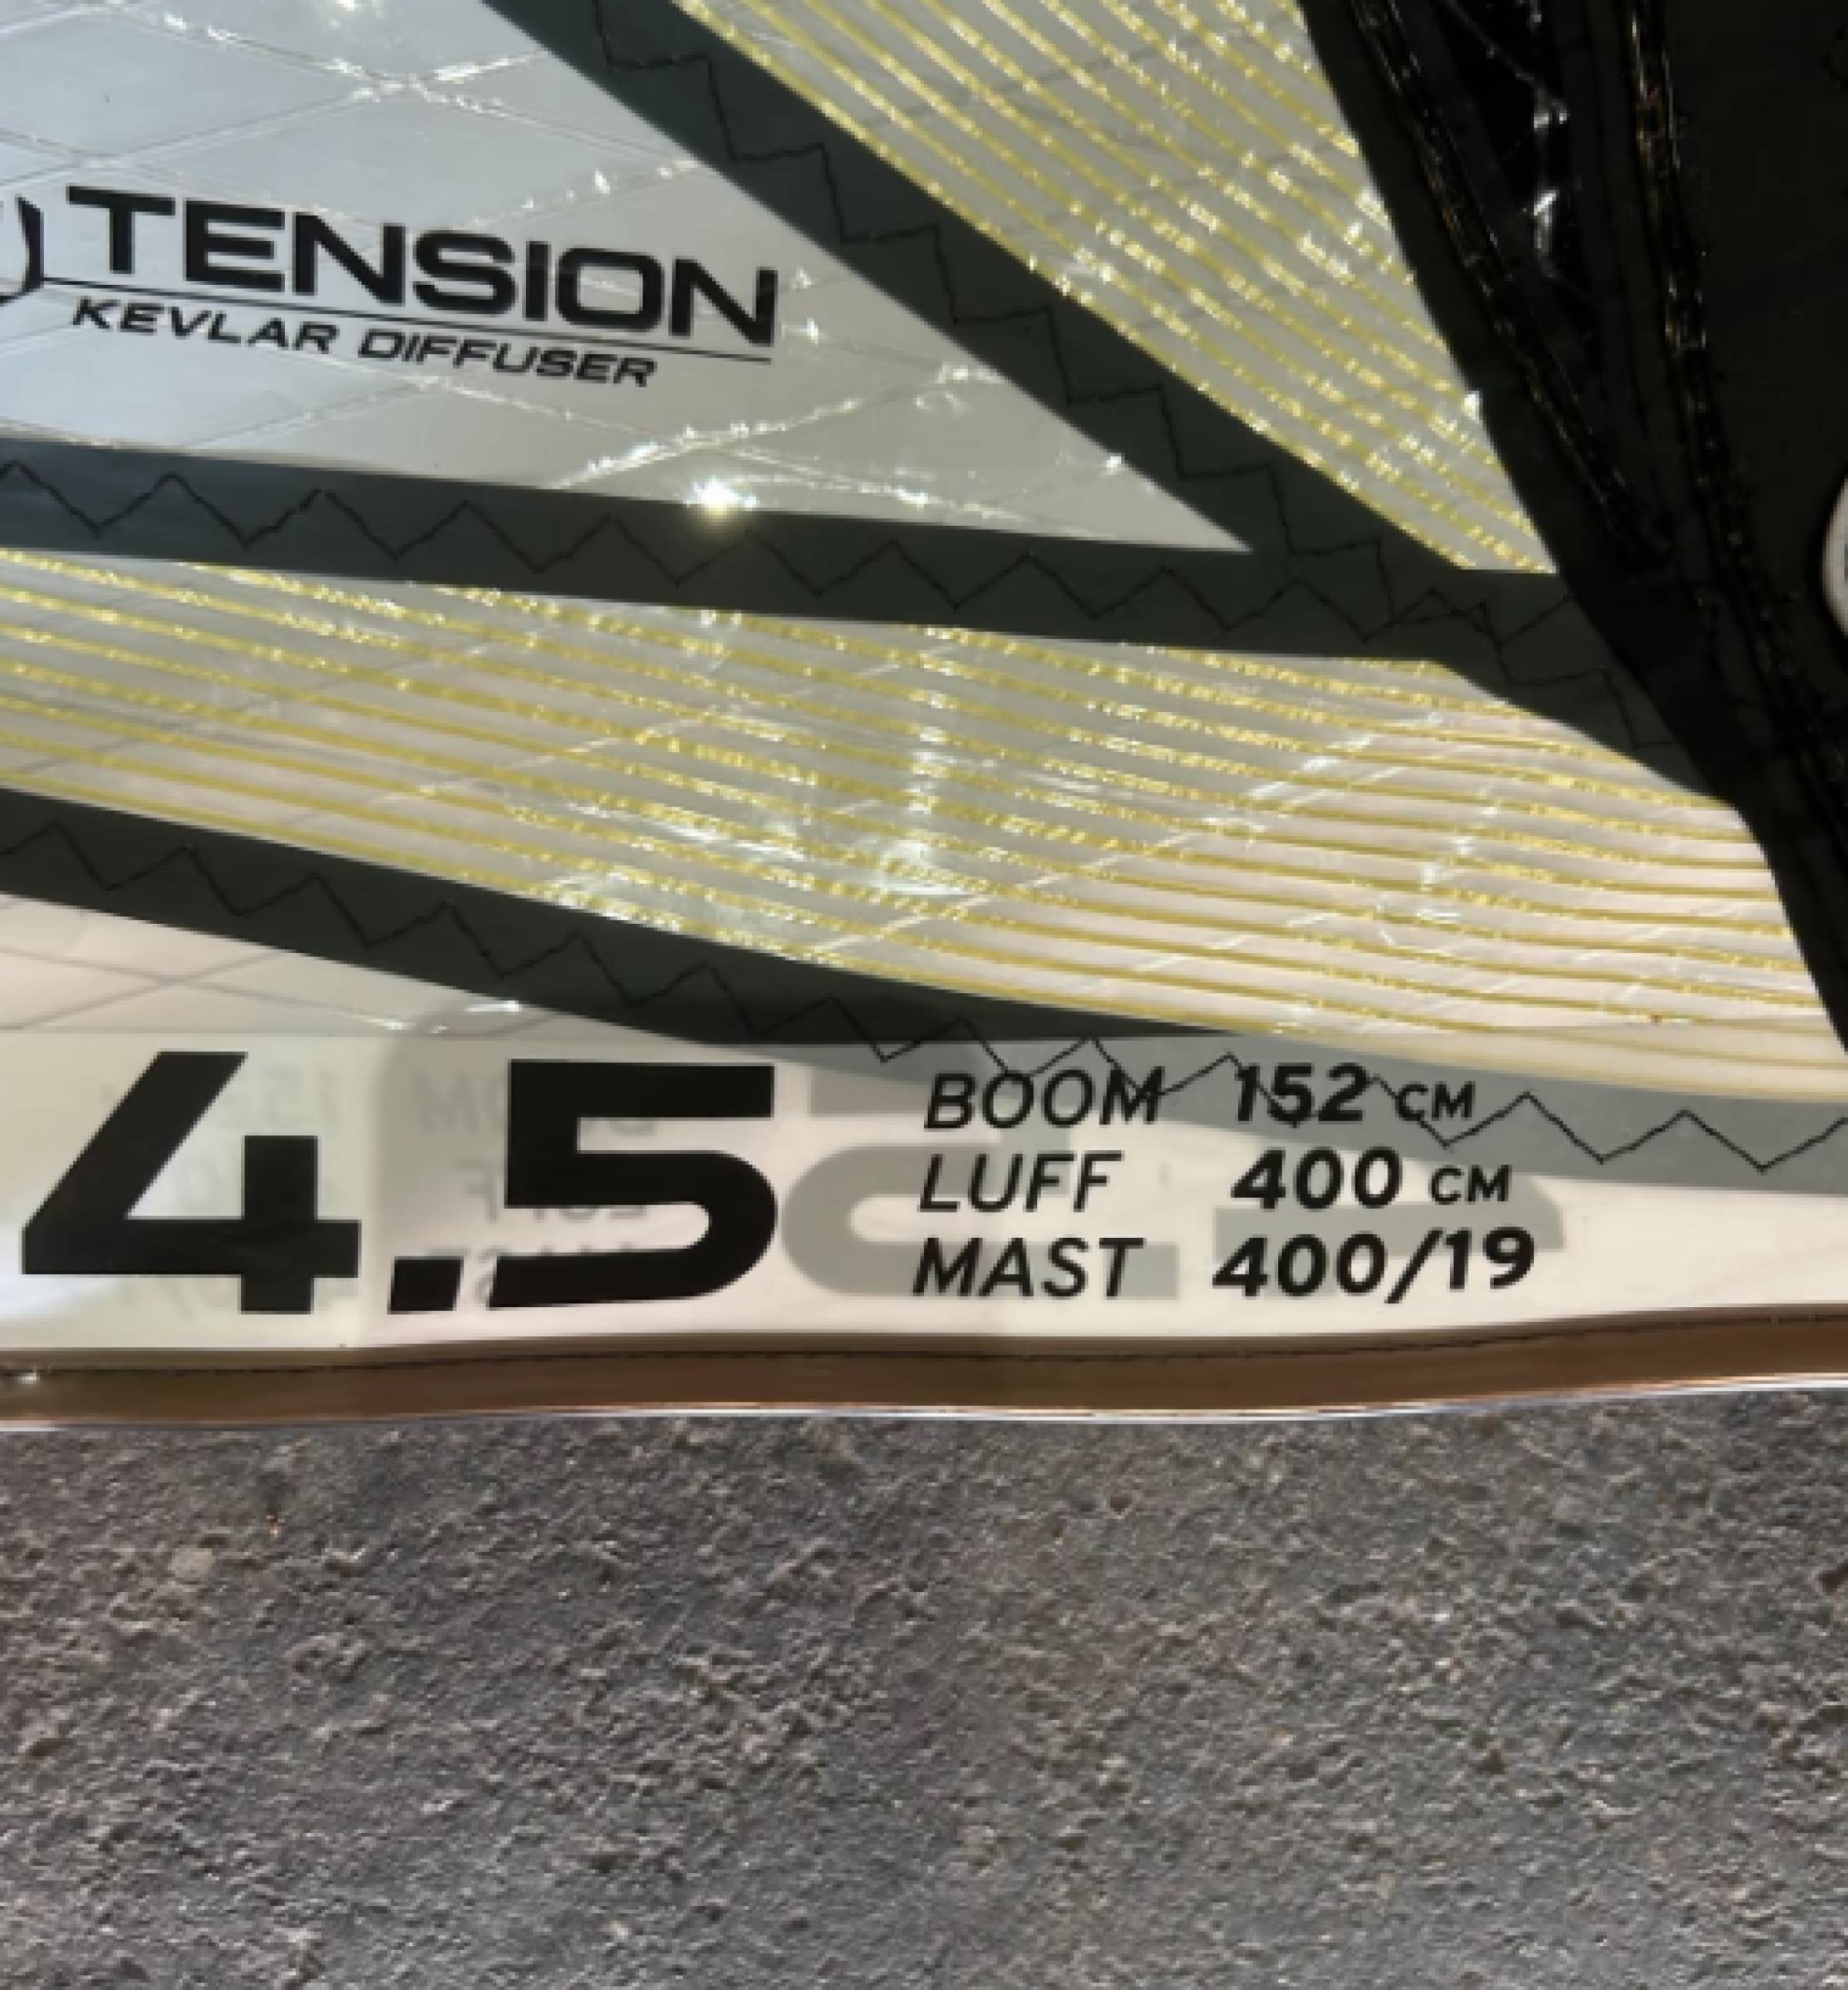 TENSION
KEVLAR DIFFUSER
4.5
BOOM 152 CM
LUFF 400 CM
MAST 400/19